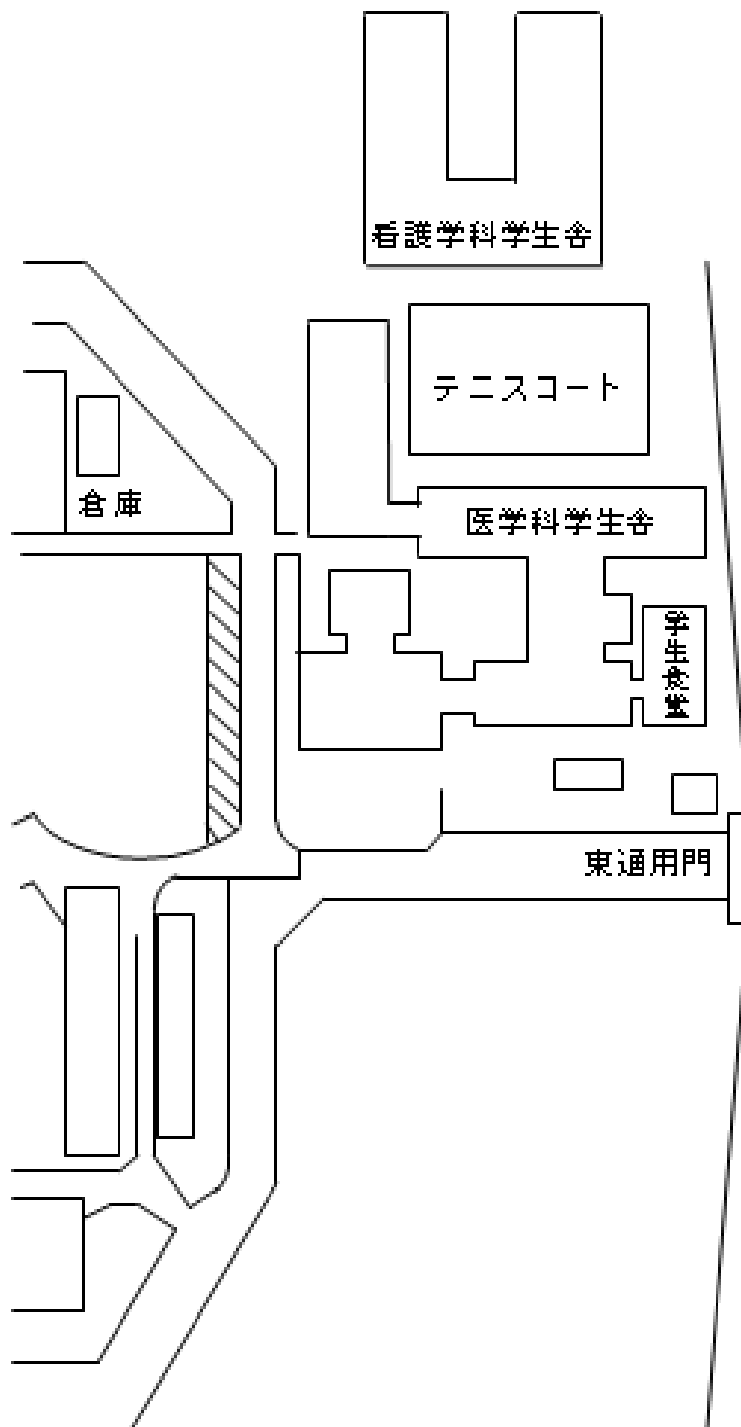 看護学科学生舎
テニスコート
倉庫
医学科学生舎
学生食堂
東通用門